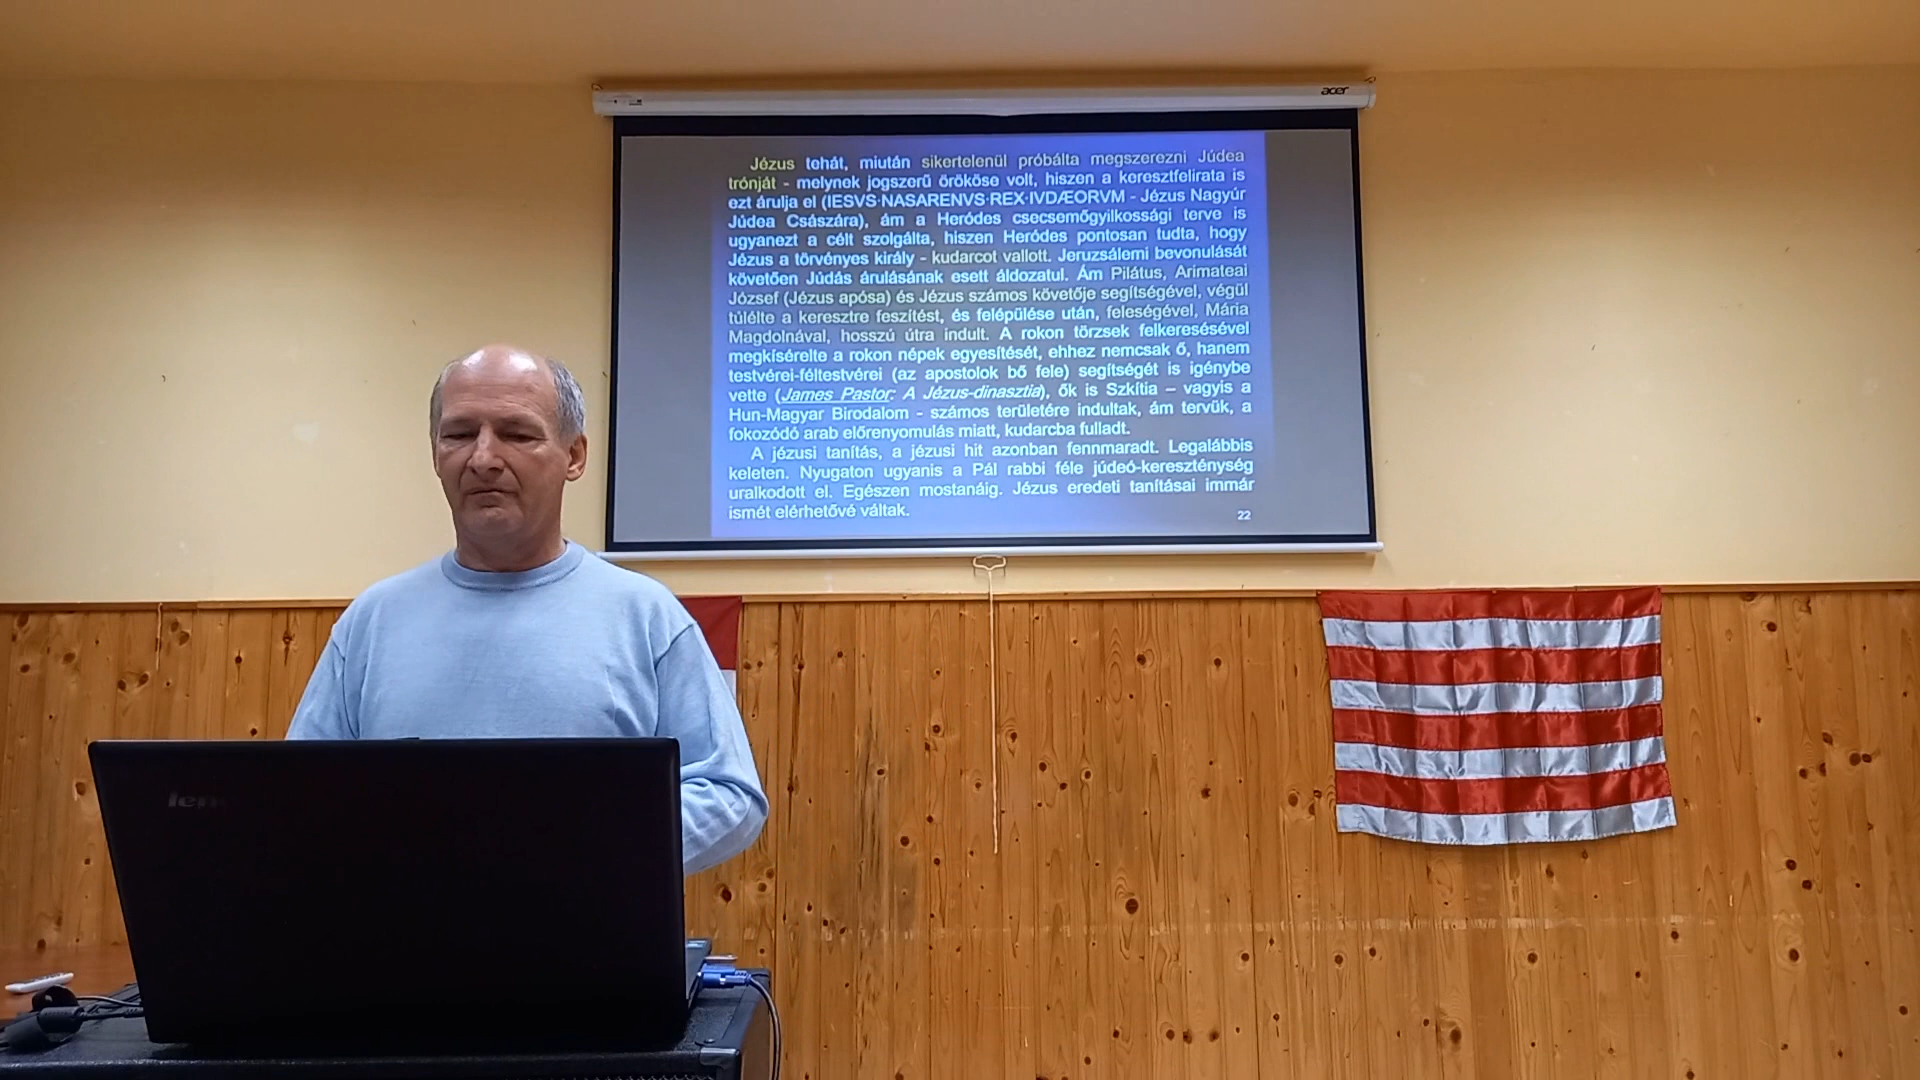 acer
Jézus tehát, miután sikertelenül próbálta megszerezni Júdea
trónját - melynek jogszerű örököse volt, hiszen a keresztfelirata is
ezt árulja el (IESVS·NASARENVS·REX·IVDÆORVM - Jézus Nagyúr
Júdea Császára), ám a Heródes csecsemőgyilkossági terve is
ugyanezt a célt szolgálta, hiszen Heródes pontosan tudta, hogy
Jézus a törvényes király - kudarcot vallott. Jeruzsálemi bevonulását
követően Júdás árulásának esett áldozatul. Ám Pilátus, Arimateai
József (Jézus apósa) és Jézus számos követője segítségével, végül
túlélte a keresztre feszítést, és felépülése után, feleségével, Mária
Magdolnával, hosszú útra indult. A rokon törzsek felkeresésével
megkísérelte a rokon népek egyesítését, ehhez nemcsak ő, hanem
testvérei-féltestvérei (az apostolok bő fele) segítségét is igénybe
vette (James Pastor: A Jézus-dinasztia), ők is Szkítia – vagyis a
Hun-Magyar Birodalom - számos területére indultak, ám tervük, a
fokozódó arab előrenyomulás miatt, kudarcba fulladt.
A jézusi tanítás, a jézusi hit azonban fennmaradt. Legalábbis
keleten. Nyugaton ugyanis a Pál rabbi féle júdeó-kereszténység
uralkodott el. Egészen mostanáig. Jézus eredeti tanításai immár
ismét elérhetővé váltak.
22